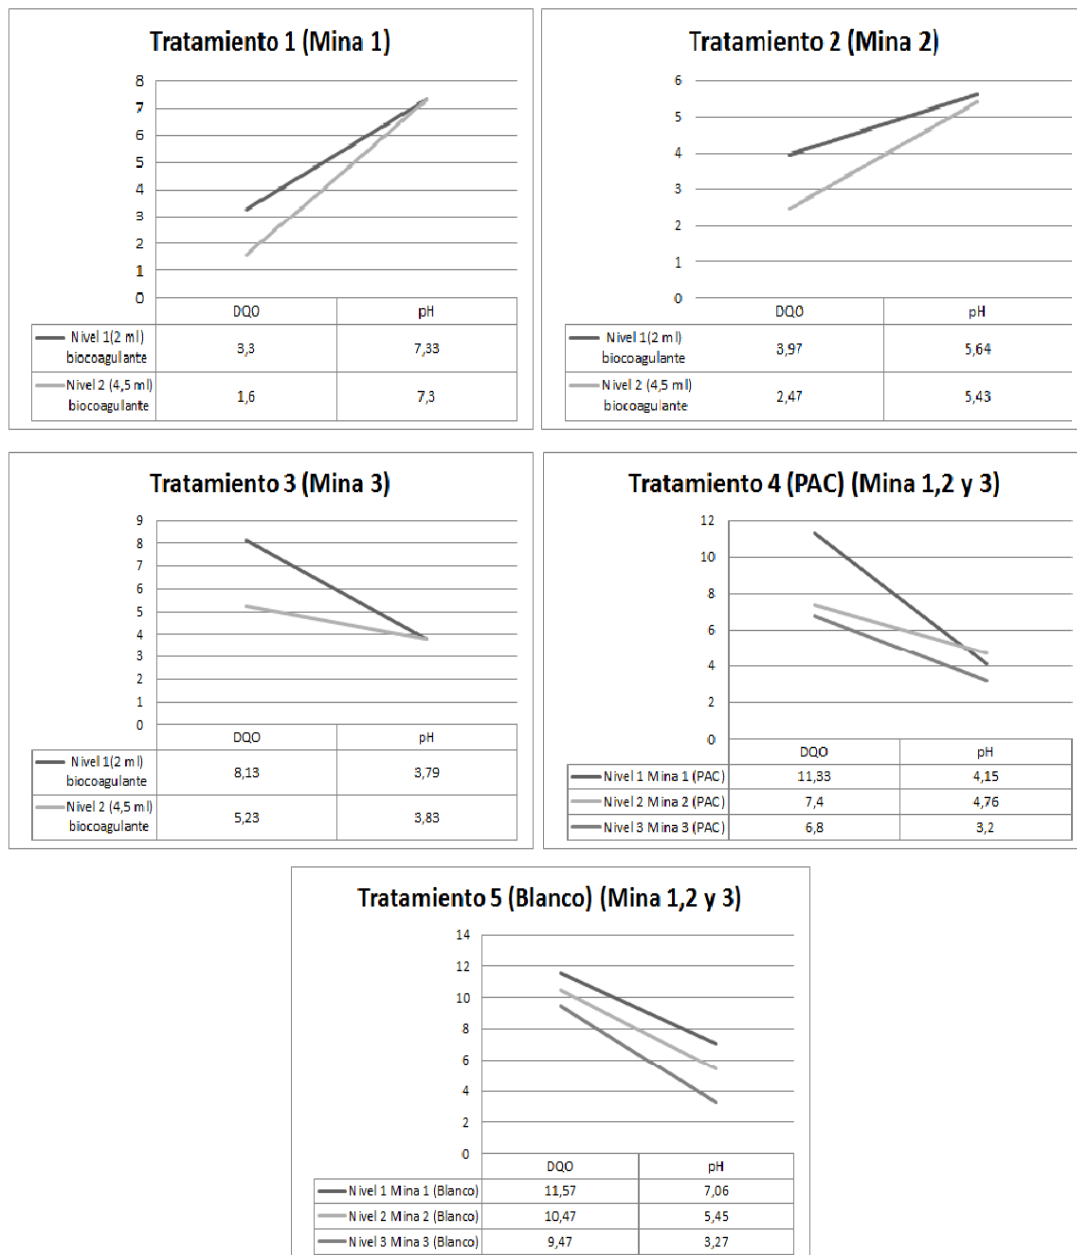 Tratamiento 1 (Mina 1)
8
7
6
5
4
3
2
1
0
DQO pH
Nivel 1(2 ml)
biocoagulante
3,3 7,33
Nivel 2 (4,5 ml)
biocoagulante
1,6 7,3
Tratamiento 2 (Mina 2)
6
5
4
3
2
1
0
DQO pH
Nivel 1(2 ml)
biocoagulante
3,97 5,64
Nivel 2 (4,5 ml)
biocoagulante
2,47 5,43
Tratamiento 3 (Mina 3)
9
8
7
6
5
4
3
2
1
0
DQO pH
Nivel 1(2 ml)
biocoagulante
8,13 3,79
Nivel 2 (4,5 ml)
biocoagulante
5,23 3,83
Tratamiento 4 (PAC) (Mina 1,2 y 3)
12
10
8
6
4
2
0
DQO pH
Nivel 1 Mina 1 (PAC) 11,33 4,15
Nivel 2 Mina 2 (PAC) 7,4 4,76
Nivel 3 Mina 3 (PAC) 6,8 3,2
Tratamiento 5 (Blanco) (Mina 1,2 y 3)
14
12
10
8
6
4
2
0
DQO pH
Nivel 1 Mina 1 (Blanco) 11,57 7,06
Nivel 2 Mina 2 (Blanco) 10,47 5,45
Nivel 3 Mina 3 (Blanco) 9,47 3,27